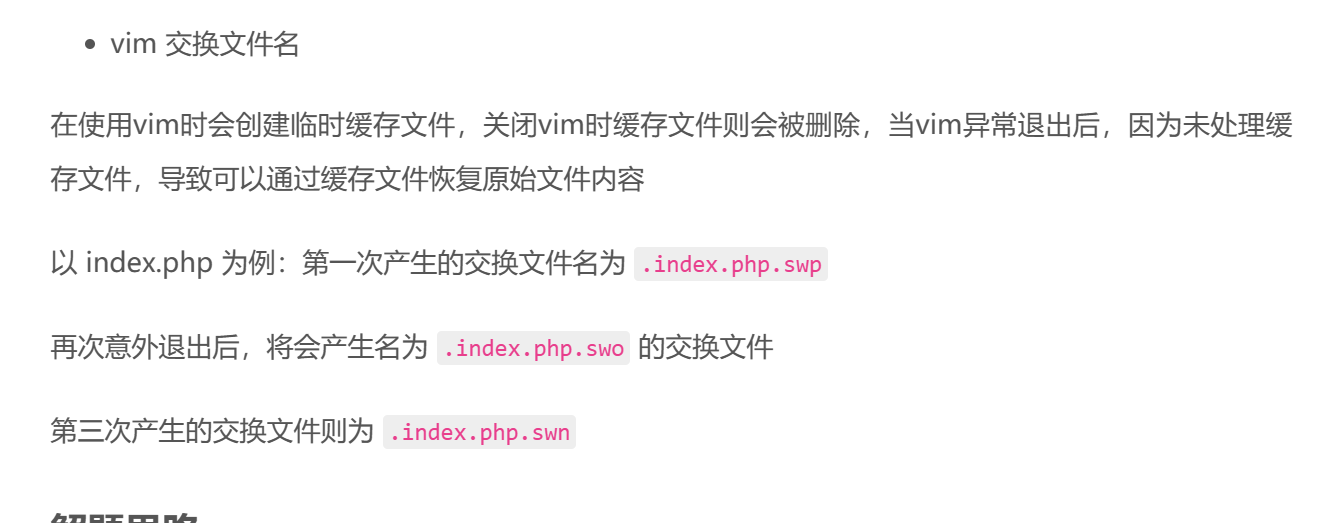 • vim 交换文件名
在使用vim时会创建临时缓存文件，关闭vim时缓存文件则会被删除，当vim异常退出后，因为未处理缓
存文件，导致可以通过缓存文件恢复原始文件内容
以 index.php 为例：第一次产生的交换文件名为 .index.php.swp
再次意外退出后，将会产生名为 .index.php.swo 的交换文件
第三次产生的交换文件则为 .index.php.swn
解题思路